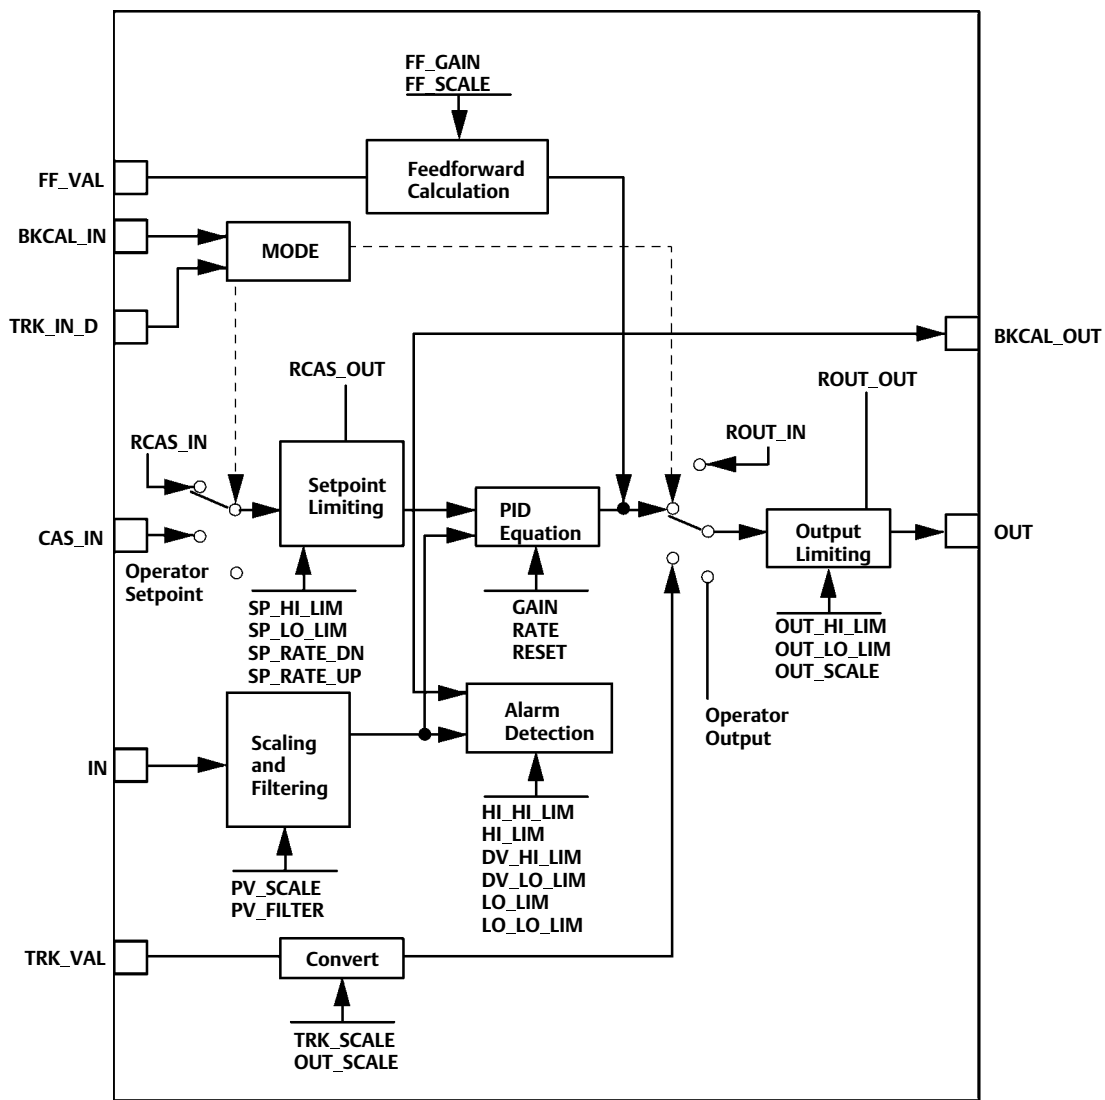 FF_GAIN
FF_SCALE
Feedforward
Calculation
FF_VAL
BKCAL_IN
MODE
TRK_IN_D
BKCAL_OUT
RCAS_OUT
ROUT_OUT
RCAS_IN
ROUT_IN
Setpoint
Limiting
PID
Equation
Output
Limiting
CAS_IN
OUT
Operator
Setpoint
SP_HI_LIM
SP_LO_LIM
SP_RATE_DN
SP_RATE_UP
GAIN
RATE
RESET
OUT_HI_LIM
OUT_LO_LIM
OUT_SCALE
Alarm
Detection
Operator
Output
IN
Scaling
and
Filtering
HI_HI_LIM
HI_LIM
DV_HI_LIM
DV_LO_LIM
LO_LIM
LO_LO_LIM
PV_SCALE
PV_FILTER
TRK_VAL
Convert
TRK_SCALE
OUT_SCALE